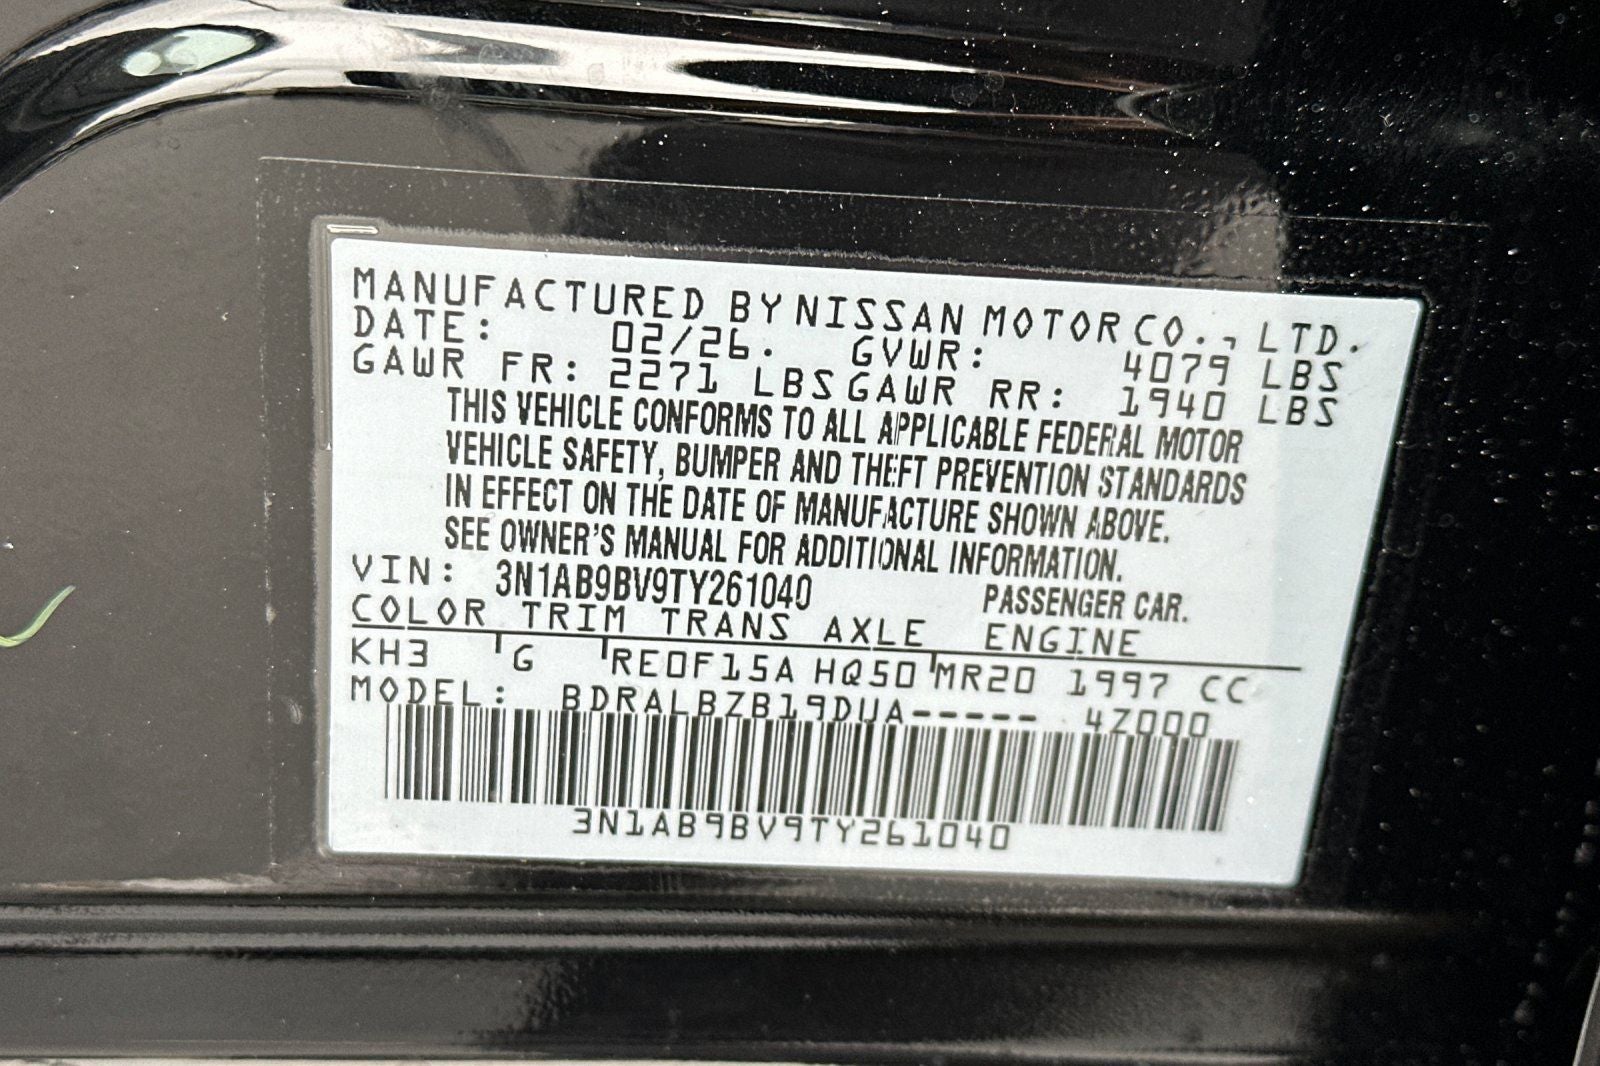 MANUFACTURED BY NISSAN MOTOR CO., LTD.
DATE: 02/26. GVWR: 4079 LBS
GAWR FR: 2271 LBS GAWR RR: 1940 LBS
THIS VEHICLE CONFORMS TO ALL APPLICABLE FEDERAL MOTOR
VEHICLE SAFETY, BUMPER AND THEFT PREVENTION STANDARDS
IN EFFECT ON THE DATE OF MANUFACTURE SHOWN ABOVE.
SEE OWNER'S MANUAL FOR ADDITIONAL INFORMATION.
VIN: 3N1AB9BV9TY261040 PASSENGER CAR.
COLOR TRIM TRANS AXLE ENGINE
KH3 G RE0F15A HQ50 MR20 1997 CC
MODEL: BDRALBZB19DUA----- 4Z000
3N1AB9BV9TY261040